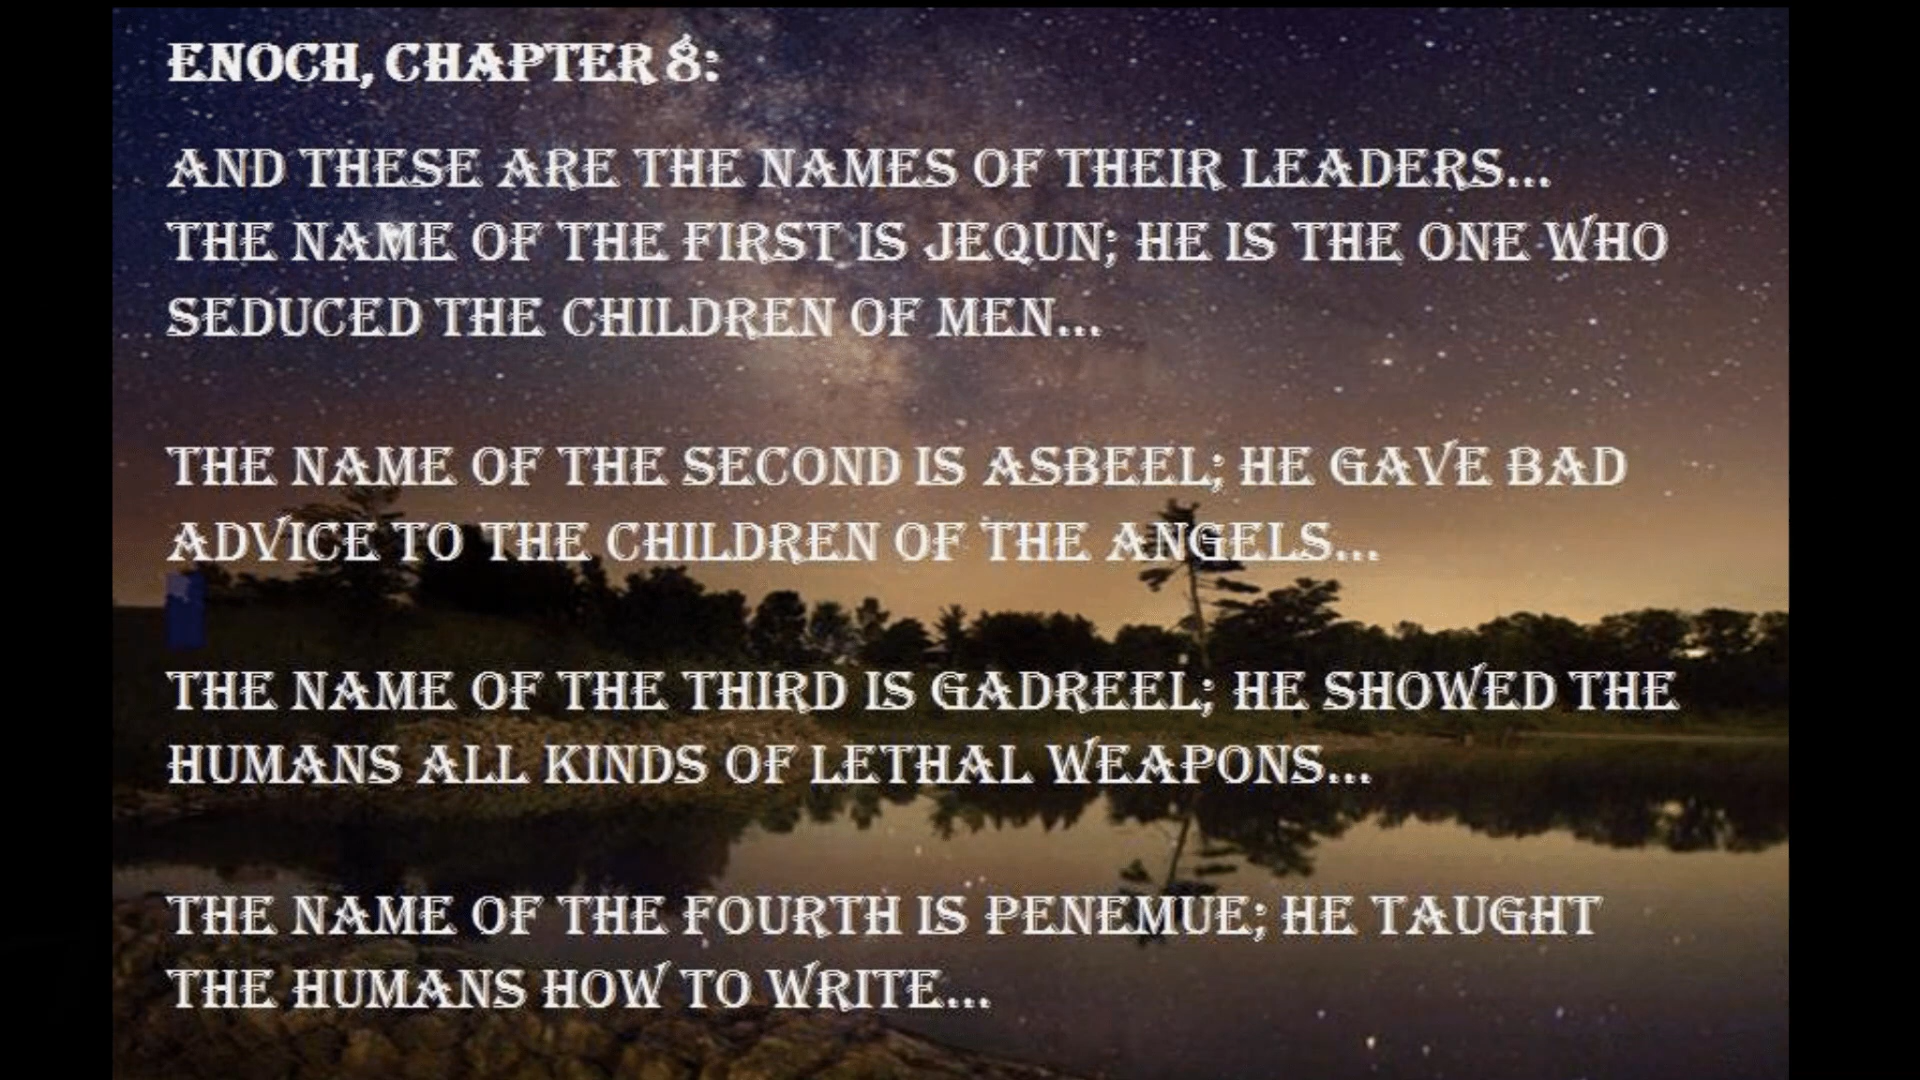 ENOCH, CHAPTER 8:
AND THESE ARE THE NAMES OF THEIR LEADERS...
THE NAME OF THE FIRST IS JEQUN; HE IS THE ONE WHO
SEDUCED THE CHILDREN OF MEN...
THE NAME OF THE SECOND IS ASBEEL; HE GAVE BAD
ADVICE TO THE CHILDREN OF THE ANGELS...
THE NAME OF THE THIRD IS GADREEL; HE SHOWED THE
HUMANS ALL KINDS OF LETHAL WEAPONS...
THE NAME OF THE FOURTH IS PENEMUE; HE TAUGHT
THE HUMANS HOW TO WRITE...